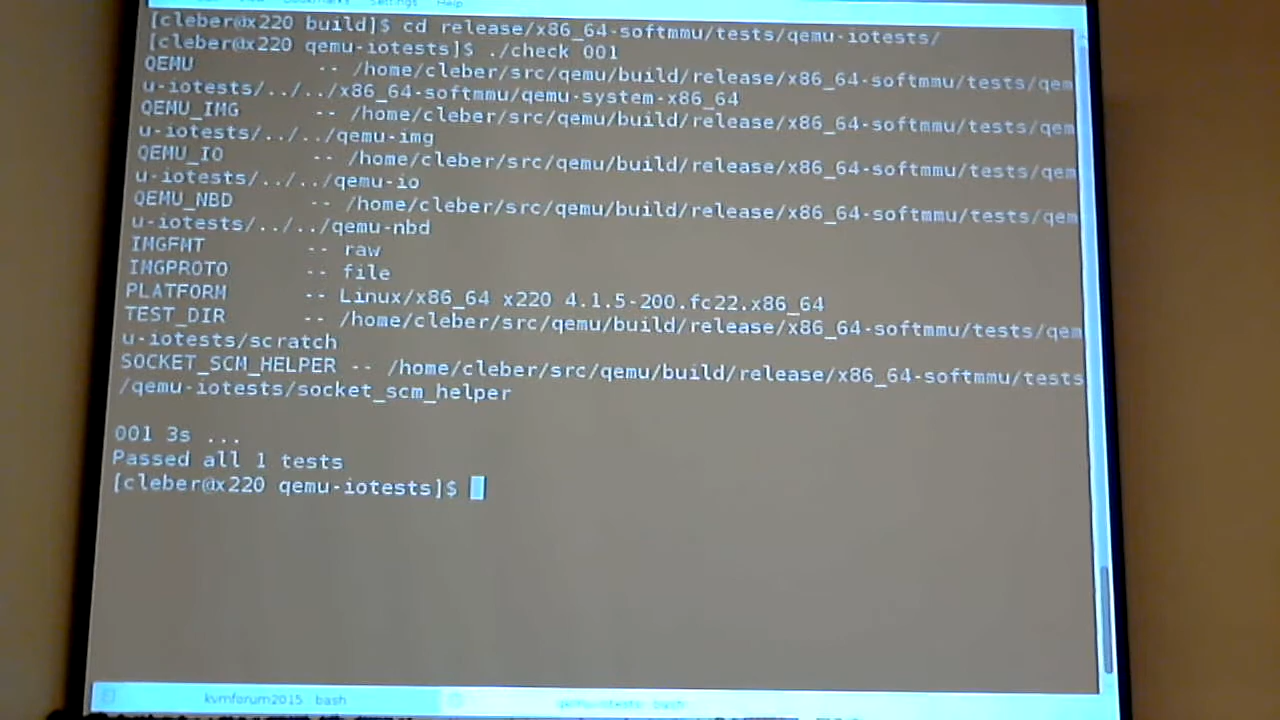 Bookmarks Settings Help
[cleber@x220 build]$ cd release/x86_64-softmmu/tests/qemu-iotests/
[cleber@x220 qemu-iotests]$ ./check 001
QEMU -- /home/cleber/src/qemu/build/release/x86_64-softmmu/tests/qem
u-iotests/../../x86_64-softmmu/qemu-system-x86_64
QEMU_IMG -- /home/cleber/src/qemu/build/release/x86_64-softmmu/tests/qem
u-iotests/../../qemu-img
QEMU_IO -- /home/cleber/src/qemu/build/release/x86_64-softmmu/tests/qem
u-iotests/../../qemu-io
QEMU_NBD -- /home/cleber/src/qemu/build/release/x86_64-softmmu/tests/qem
u-iotests/../../qemu-nbd
IMGFMT -- raw
IMGPROTO -- file
PLATFORM -- Linux/x86_64 x220 4.1.5-200.fc22.x86_64
TEST_DIR -- /home/cleber/src/qemu/build/release/x86_64-softmmu/tests/qem
u-iotests/scratch
SOCKET_SCM_HELPER -- /home/cleber/src/qemu/build/release/x86_64-softmmu/tests
/qemu-iotests/socket_scm_helper
001 3s ...
Passed all 1 tests
[cleber@x220 qemu-iotests]$
kvmforum2015 : bash
qemu-iotests : bash